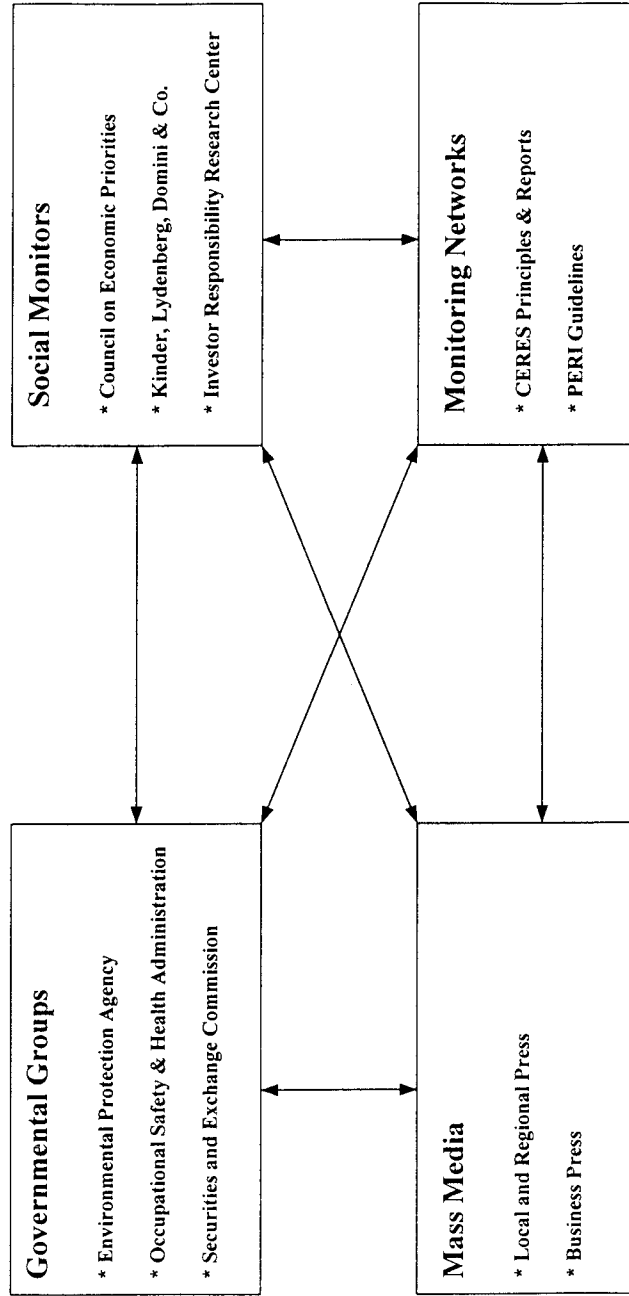 Governmental Groups
* Environmental Protection Agency
* Occupational Safety & Health Administration
* Securities and Exchange Commission
Social Monitors
* Council on Economic Priorities
* Kinder, Lydenberg, Domini & Co.
* Investor Responsibility Research Center
Mass Media
* Local and Regional Press
* Business Press
Monitoring Networks
* CERES Principles & Reports
* PERI Guidelines